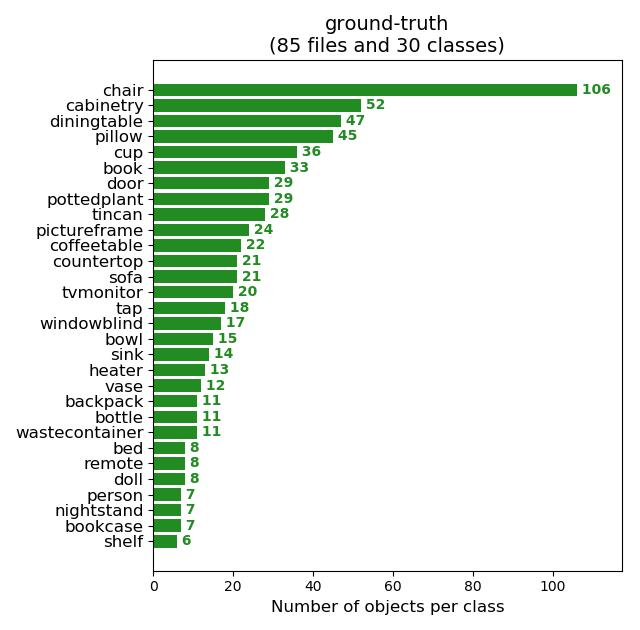 ground-truth
(85 files and 30 classes)
chair 106
cabinetry 52
diningtable 47
pillow 45
cup 36
book 33
door 29
pottedplant 29
tincan 28
pictureframe 24
coffeetable 22
countertop 21
sofa 21
tvmonitor 20
tap 18
windowblind 17
bowl 15
sink 14
heater 13
vase 12
backpack 11
bottle 11
wastecontainer 11
bed 8
remote 8
doll 8
person 7
nightstand 7
bookcase 7
shelf 6
0 20 40 60 80 100
Number of objects per class